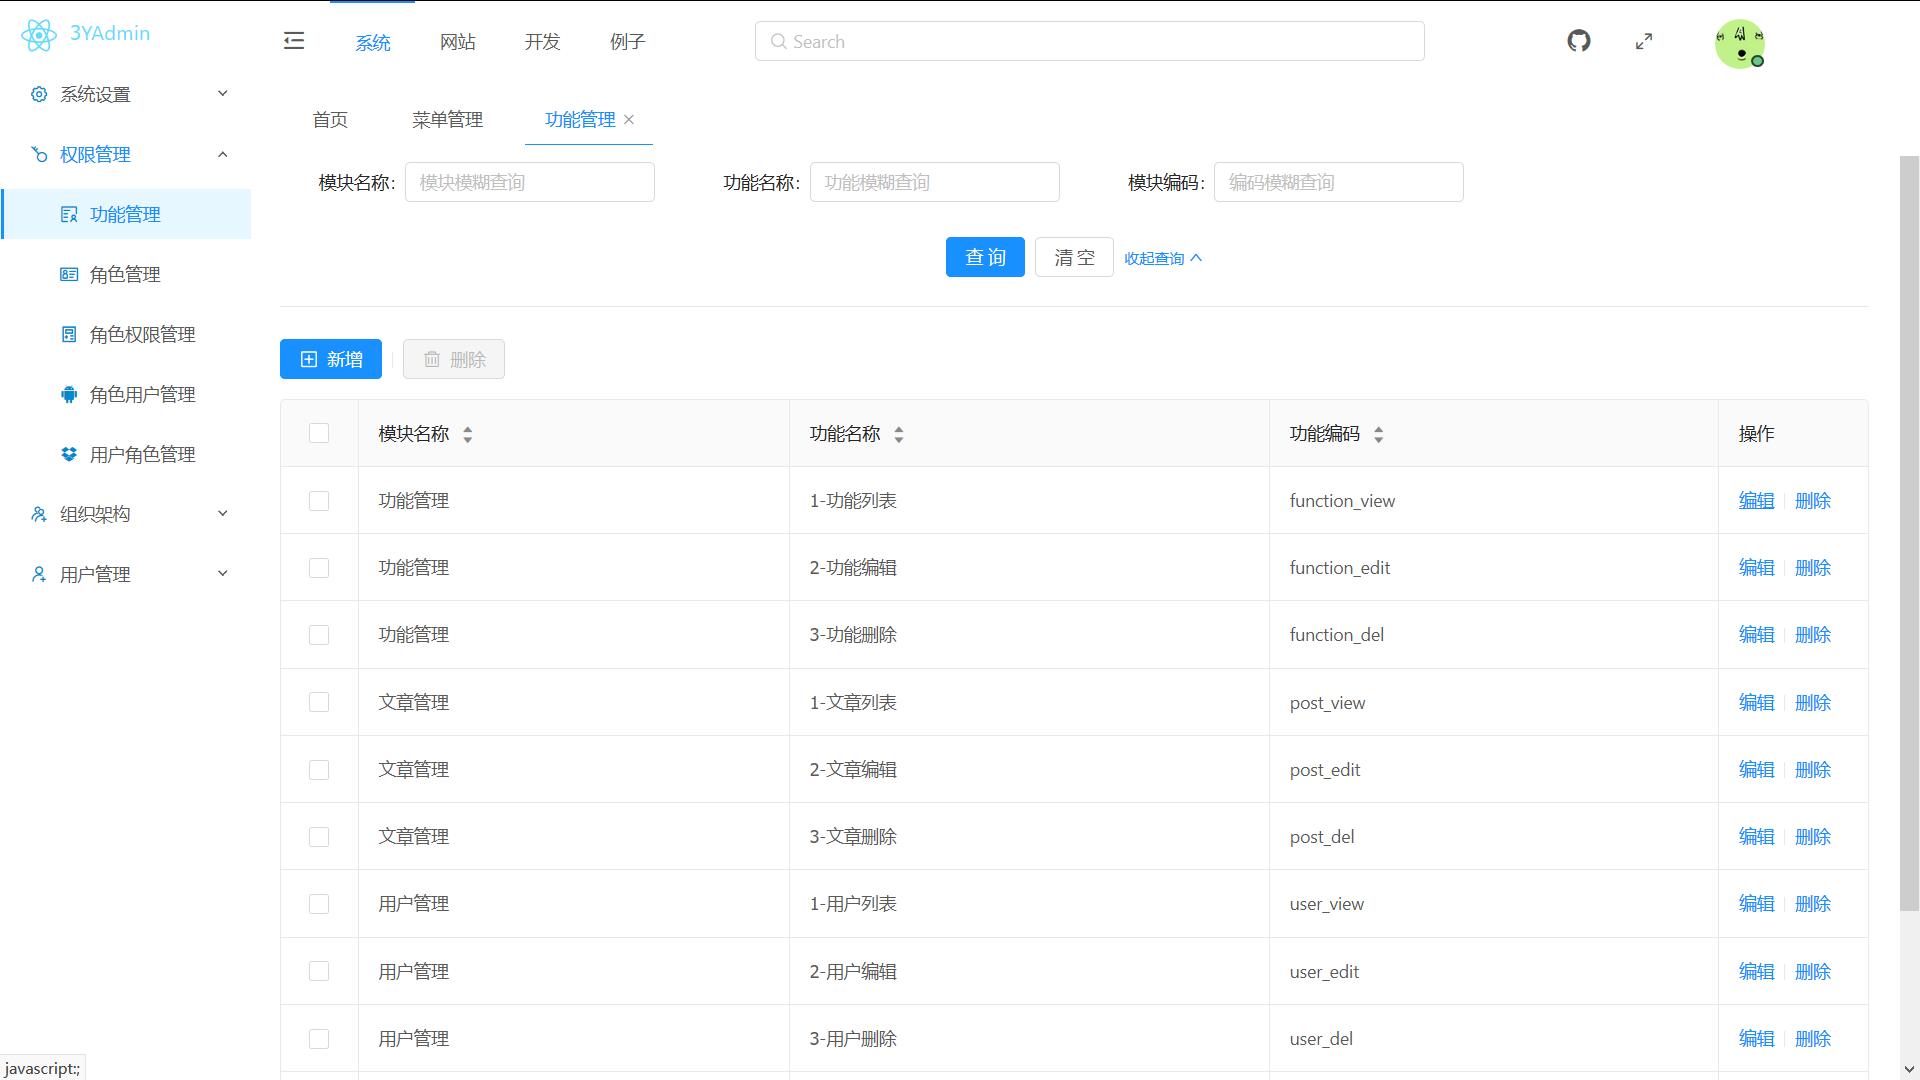 3YAdmin
系统 网站 开发 例子 Search
系统设置
权限管理
功能管理
角色管理
角色权限管理
角色用户管理
用户角色管理
组织架构
用户管理
首页 菜单管理 功能管理
模块名称: 模块模糊查询 功能名称: 功能模糊查询 模块编码: 编码模糊查询
查 询 清 空 收起查询
新增 删除
模块名称 功能名称 功能编码 操作
功能管理 1-功能列表 function_view 编辑 删除
功能管理 2-功能编辑 function_edit 编辑 删除
功能管理 3-功能删除 function_del 编辑 删除
文章管理 1-文章列表 post_view 编辑 删除
文章管理 2-文章编辑 post_edit 编辑 删除
文章管理 3-文章删除 post_del 编辑 删除
用户管理 1-用户列表 user_view 编辑 删除
用户管理 2-用户编辑 user_edit 编辑 删除
用户管理 3-用户删除 user_del 编辑 删除
javascript:;